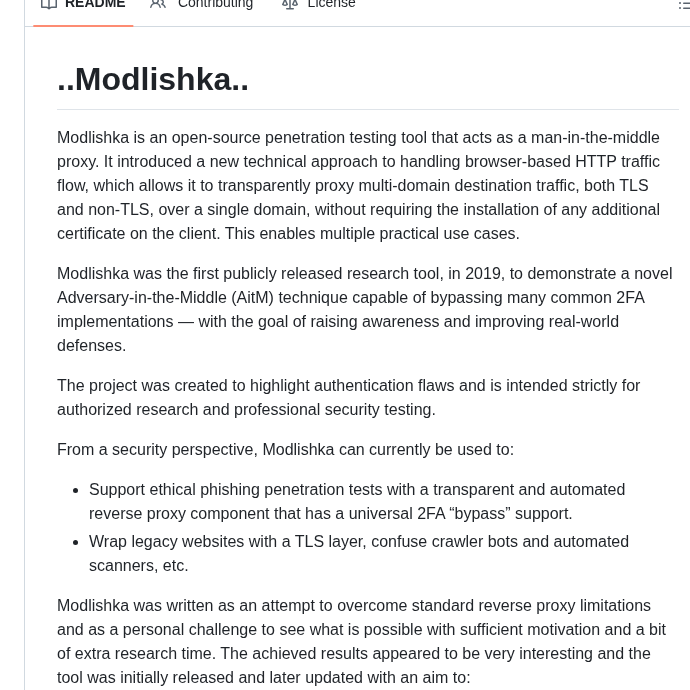 README Contributing License
..Modlishka..
Modlishka is an open-source penetration testing tool that acts as a man-in-the-middle
proxy. It introduced a new technical approach to handling browser-based HTTP traffic
flow, which allows it to transparently proxy multi-domain destination traffic, both TLS
and non-TLS, over a single domain, without requiring the installation of any additional
certificate on the client. This enables multiple practical use cases.
Modlishka was the first publicly released research tool, in 2019, to demonstrate a novel
Adversary-in-the-Middle (AitM) technique capable of bypassing many common 2FA
implementations — with the goal of raising awareness and improving real-world
defenses.
The project was created to highlight authentication flaws and is intended strictly for
authorized research and professional security testing.
From a security perspective, Modlishka can currently be used to:
• Support ethical phishing penetration tests with a transparent and automated
reverse proxy component that has a universal 2FA “bypass” support.
• Wrap legacy websites with a TLS layer, confuse crawler bots and automated
scanners, etc.
Modlishka was written as an attempt to overcome standard reverse proxy limitations
and as a personal challenge to see what is possible with sufficient motivation and a bit
of extra research time. The achieved results appeared to be very interesting and the
tool was initially released and later updated with an aim to: